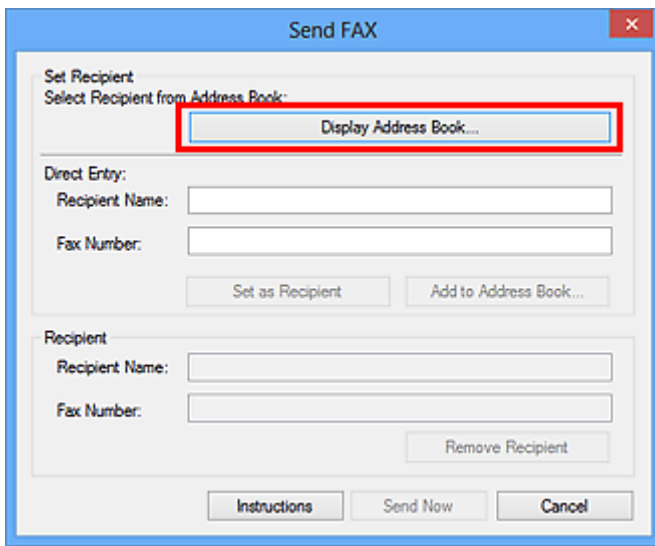 Send FAX
Set Recipient
Select Recipient from Address Book:
Display Address Book...
Direct Entry:
Recipient Name:
Fax Number:
Set as Recipient Add to Address Book...
Recipient
Recipient Name:
Fax Number:
Remove Recipient
Instructions Send Now Cancel